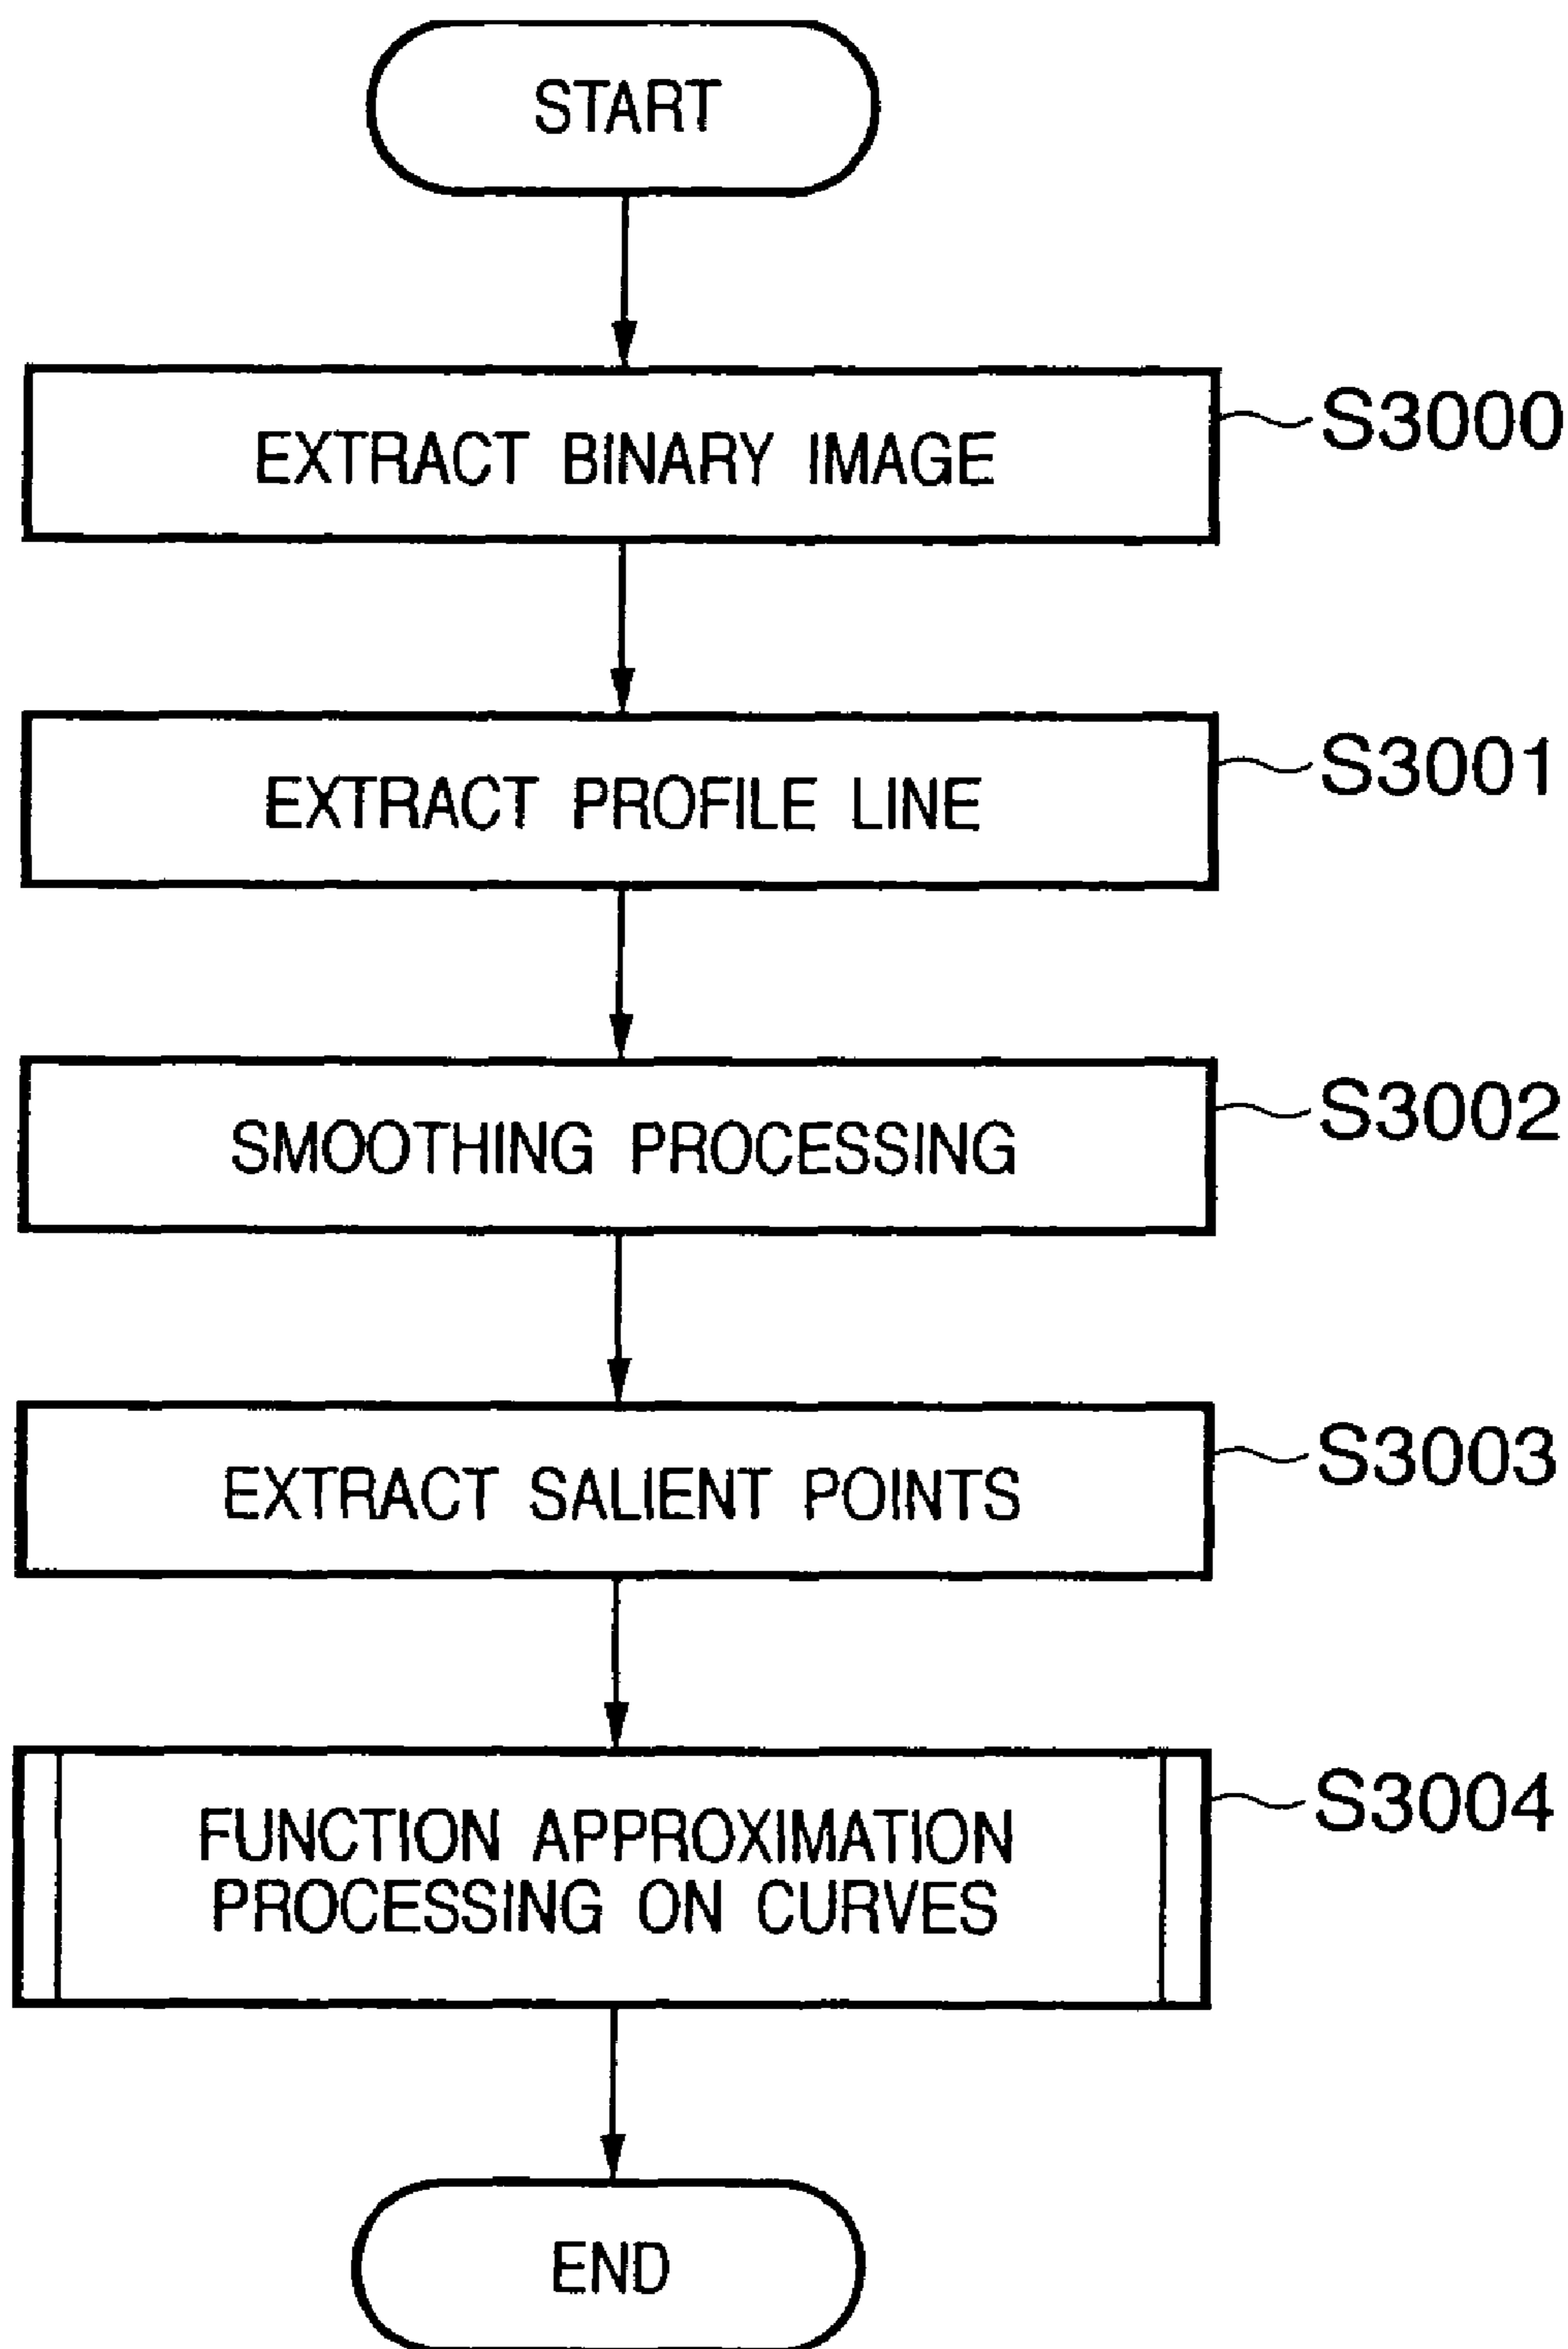 START
EXTRACT BINARY IMAGE
S3000
EXTRACT PROFILE LINE
S3001
SMOOTHING PROCESSING
S3002
EXTRACT SALIENT POINTS
S3003
FUNCTION APPROXIMATION
PROCESSING ON CURVES
S3004
END